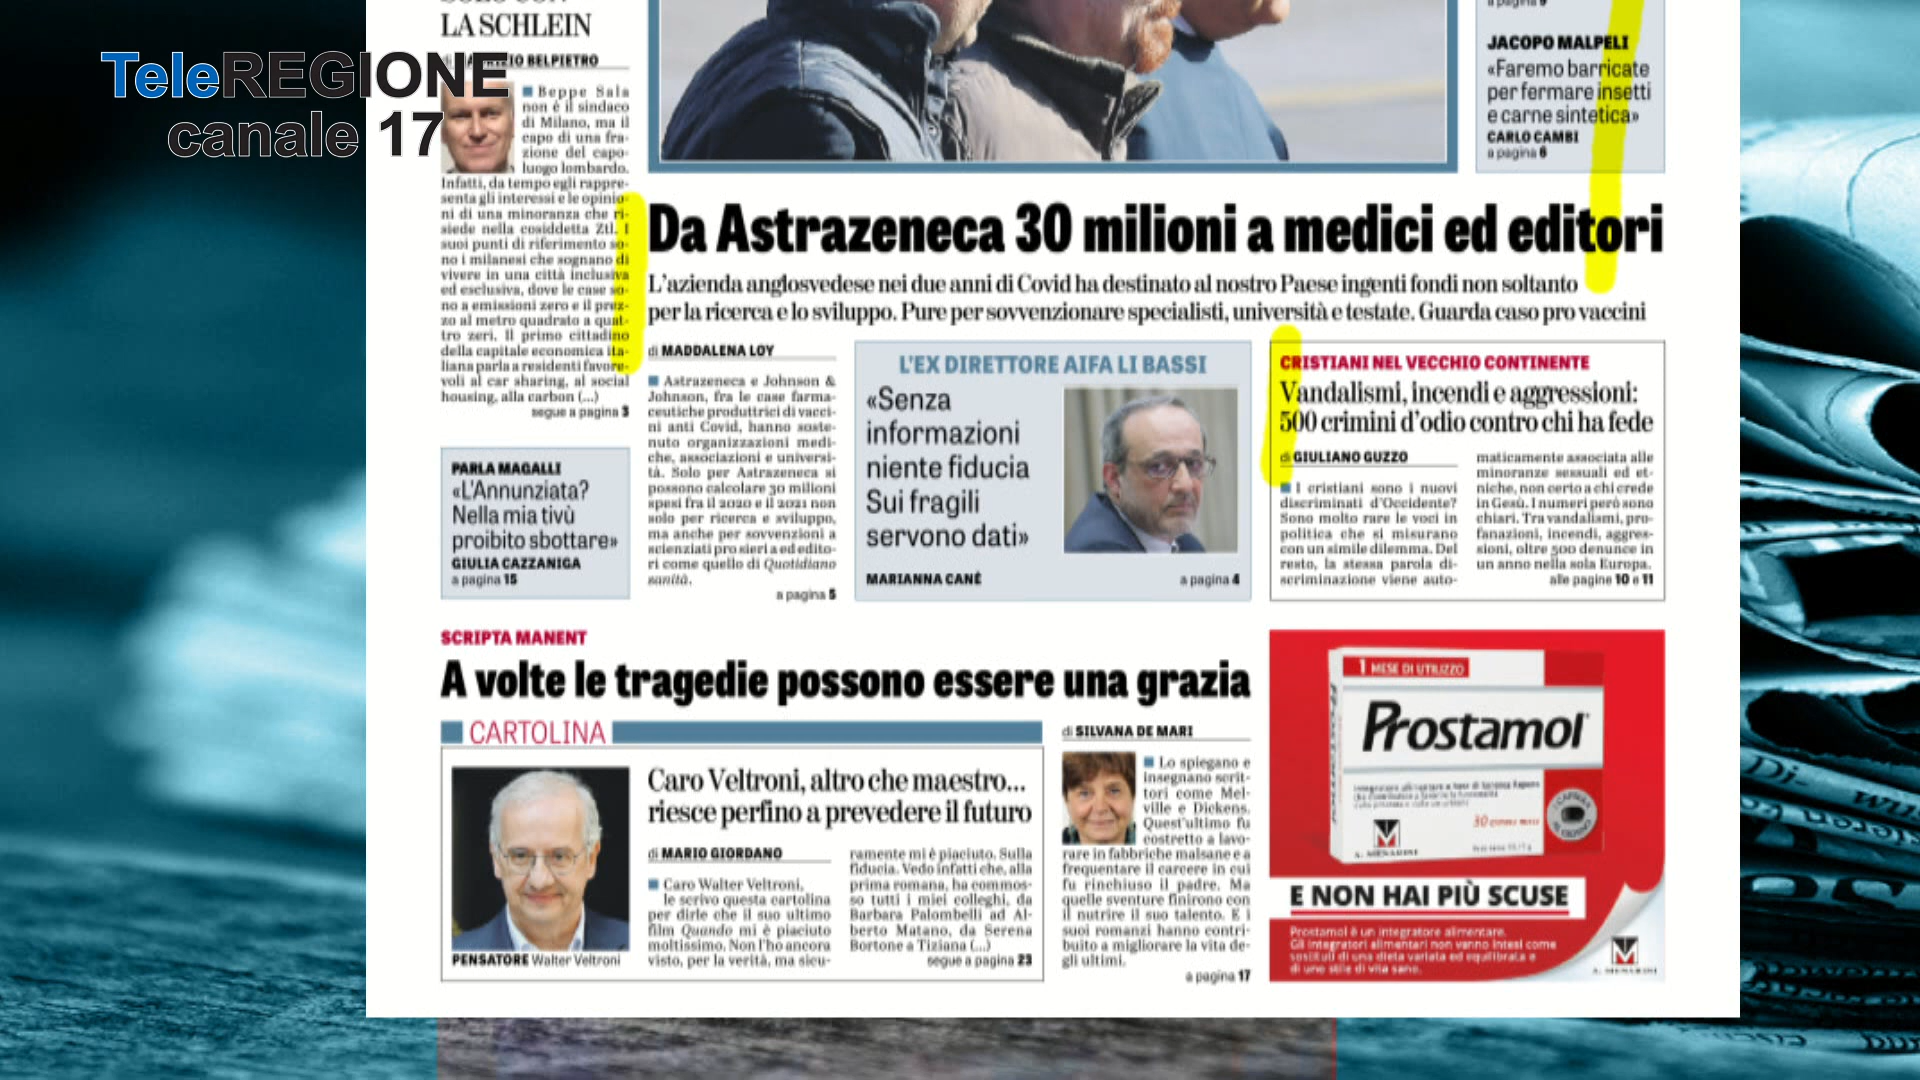 TeleREGIONE
canale 17
LA SCHLEIN
BELPIETRO
Beppe Sala
non è il sindaco
di Milano, ma il
capo di una fra-
zione del capo-
luogo lombardo.
Infatti, da tempo egli rappre-
senta gli interessi e le opinio-
ni di una minoranza che ri-
siede nella cosiddetta Ztl. I
suoi punti di riferimento so-
no i milanesi che sognano di
vivere in una città inclusiva
ed esclusiva, dove le case so-
no a emissioni zero e il prez-
zo al metro quadrato a quat-
tro zeri. Il primo cittadino
della capitale economica ita-
liana parla a residenti favore-
voli al car sharing, al social
housing, alla carbon (...)
segue a pagina 3
PARLA MAGALLI
«L'Annunziata?
Nella mia tivù
proibito sbottare»
GIULIA CAZZANIGA
a pagina 15
a pagina 9
JACOPO MALPELI
«Faremo barricate
per fermare insetti
e carne sintetica»
CARLO CAMBI
a pagina 6
Da Astrazeneca 30 milioni a medici ed editori
L'azienda anglosvedese nei due anni di Covid ha destinato al nostro Paese ingenti fondi non soltanto
per la ricerca e lo sviluppo. Pure per sovvenzionare specialisti, università e testate. Guarda caso pro vaccini
di MADDALENA LOY
Astrazeneca e Johnson &
Johnson, fra le case farma-
ceutiche produttrici di vacci-
ni anti Covid, hanno soste-
nuto organizzazioni medi-
che, associazioni e universi-
tà. Solo per Astrazeneca si
possono calcolare 30 milioni
spesi fra il 2020 e il 2021 non
solo per ricerca e sviluppo,
ma anche per sovvenzioni a
scienziati pro sieri a ed edito-
ri come quello di Quotidiano
sanità.
a pagina 5
L'EX DIRETTORE AIFA LI BASSI
«Senza
informazioni
niente fiducia
Sui fragili
servono dati»
MARIANNA CANÈ
a pagina 4
CRISTIANI NEL VECCHIO CONTINENTE
Vandalismi, incendi e aggressioni:
500 crimini d'odio contro chi ha fede
di GIULIANO GUZZO
I cristiani sono i nuovi
discriminati d'Occidente?
Sono molto rare le voci in
politica che si misurano
con un simile dilemma. Del
resto, la stessa parola di-
scriminazione viene auto-
maticamente associata alle
minoranze sessuali ed et-
niche, non certo a chi crede
in Gesù. I numeri però sono
chiari. Tra vandalismi, pro-
fanazioni, incendi, aggres-
sioni, oltre 500 denunce in
un anno nella sola Europa.
alle pagine 10 e 11
SCRIPTA MANENT
A volte le tragedie possono essere una grazia
CARTOLINA
Caro Veltroni, altro che maestro...
riesce perfino a prevedere il futuro
di MARIO GIORDANO
Caro Walter Veltroni,
le scrivo questa cartolina
per dirle che il suo ultimo
film Quando mi è piaciuto
moltissimo. Non l'ho ancora
visto, per la verità, ma sicu-
ramente mi è piaciuto. Sulla
fiducia. Vedo infatti che, alla
prima romana, ha commos-
so tutti i miei colleghi, da
Barbara Palombelli ad Al-
berto Matano, da Serena
Bortone a Tiziana (...)
segue a pagina 23
PENSATORE Walter Veltroni
di SILVANA DE MARI
Lo spiegano e
insegnano scrit-
tori come Mel-
ville e Dickens.
Quest'ultimo fu
costretto a lavo-
rare in fabbriche malsane e a
frequentare il carcere in cui
fu rinchiuso il padre. Ma
quelle sventure finirono con
il nutrire il suo talento. E i
suoi romanzi hanno contri-
buito a migliorare la vita de-
gli ultimi.
a pagina 17
1 MESE DI UTILIZZO
Prostamol
A. MENARINI
E NON HAI PIÙ SCUSE
Prostamol è un integratore alimentare.
Gli integratori alimentari non vanno intesi come
sostituti di una dieta variata ed equilibrata e
di uno stile di vita sano.
A. MENARINI